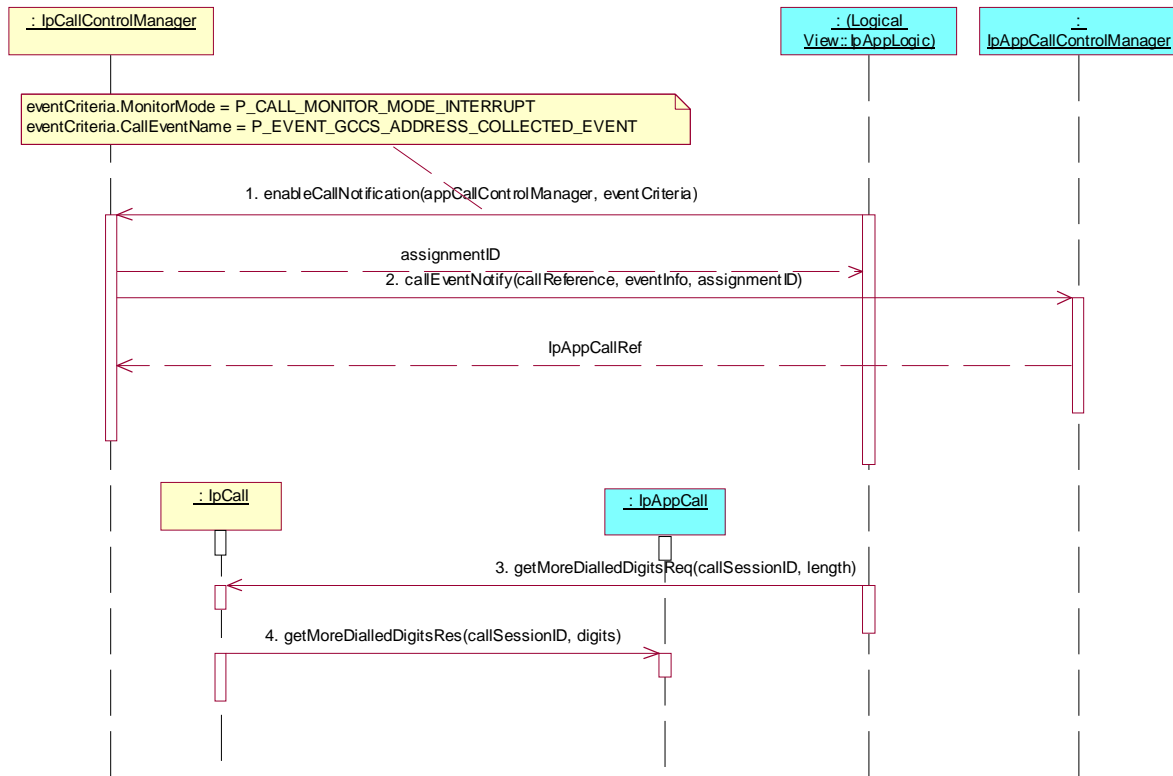 : IpCallControlManager
: (Logical
View::IpAppLogic)
:
IpAppCallControlManager
eventCriteria.MonitorMode = P_CALL_MONITOR_MODE_INTERRUPT
eventCriteria.CallEventName = P_EVENT_GCCS_ADDRESS_COLLECTED_EVENT
1. enableCallNotification(appCallControlManager, eventCriteria)
assignmentID
2. callEventNotify(callReference, eventInfo, assignmentID)
IpAppCallRef
: IpCall
: IpAppCall
3. getMoreDialledDigitsReq(callSessionID, length)
4. getMoreDialledDigitsRes(callSessionID, digits)